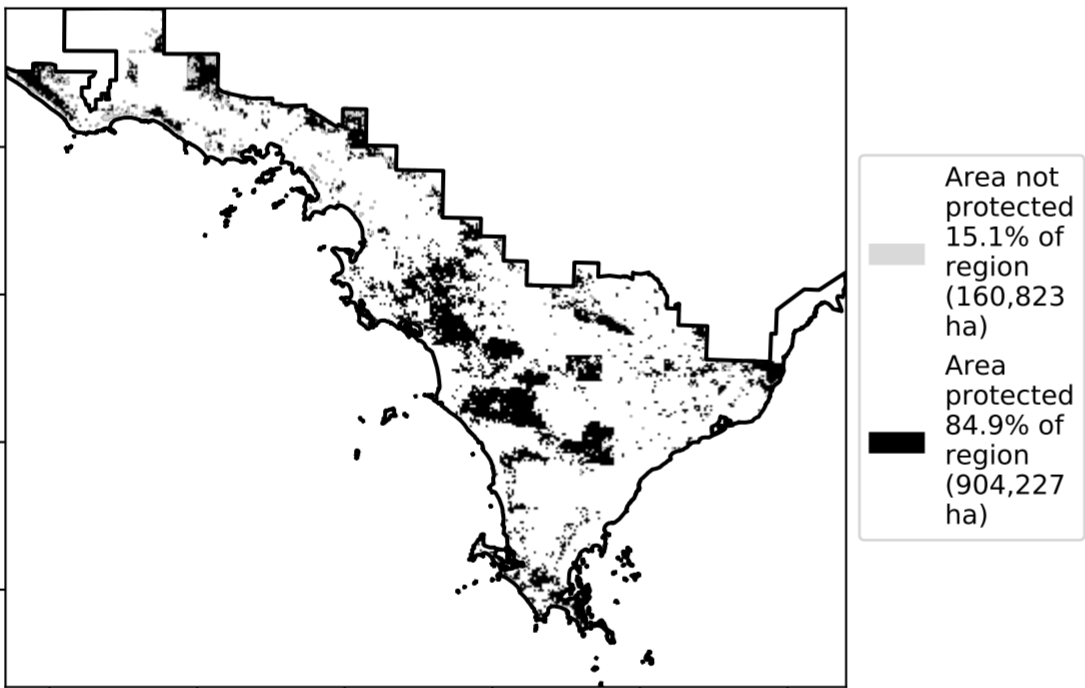 Area not
protected
15.1% of
region
(160,823
ha)
Area
protected
84.9% of
region
(904,227
ha)